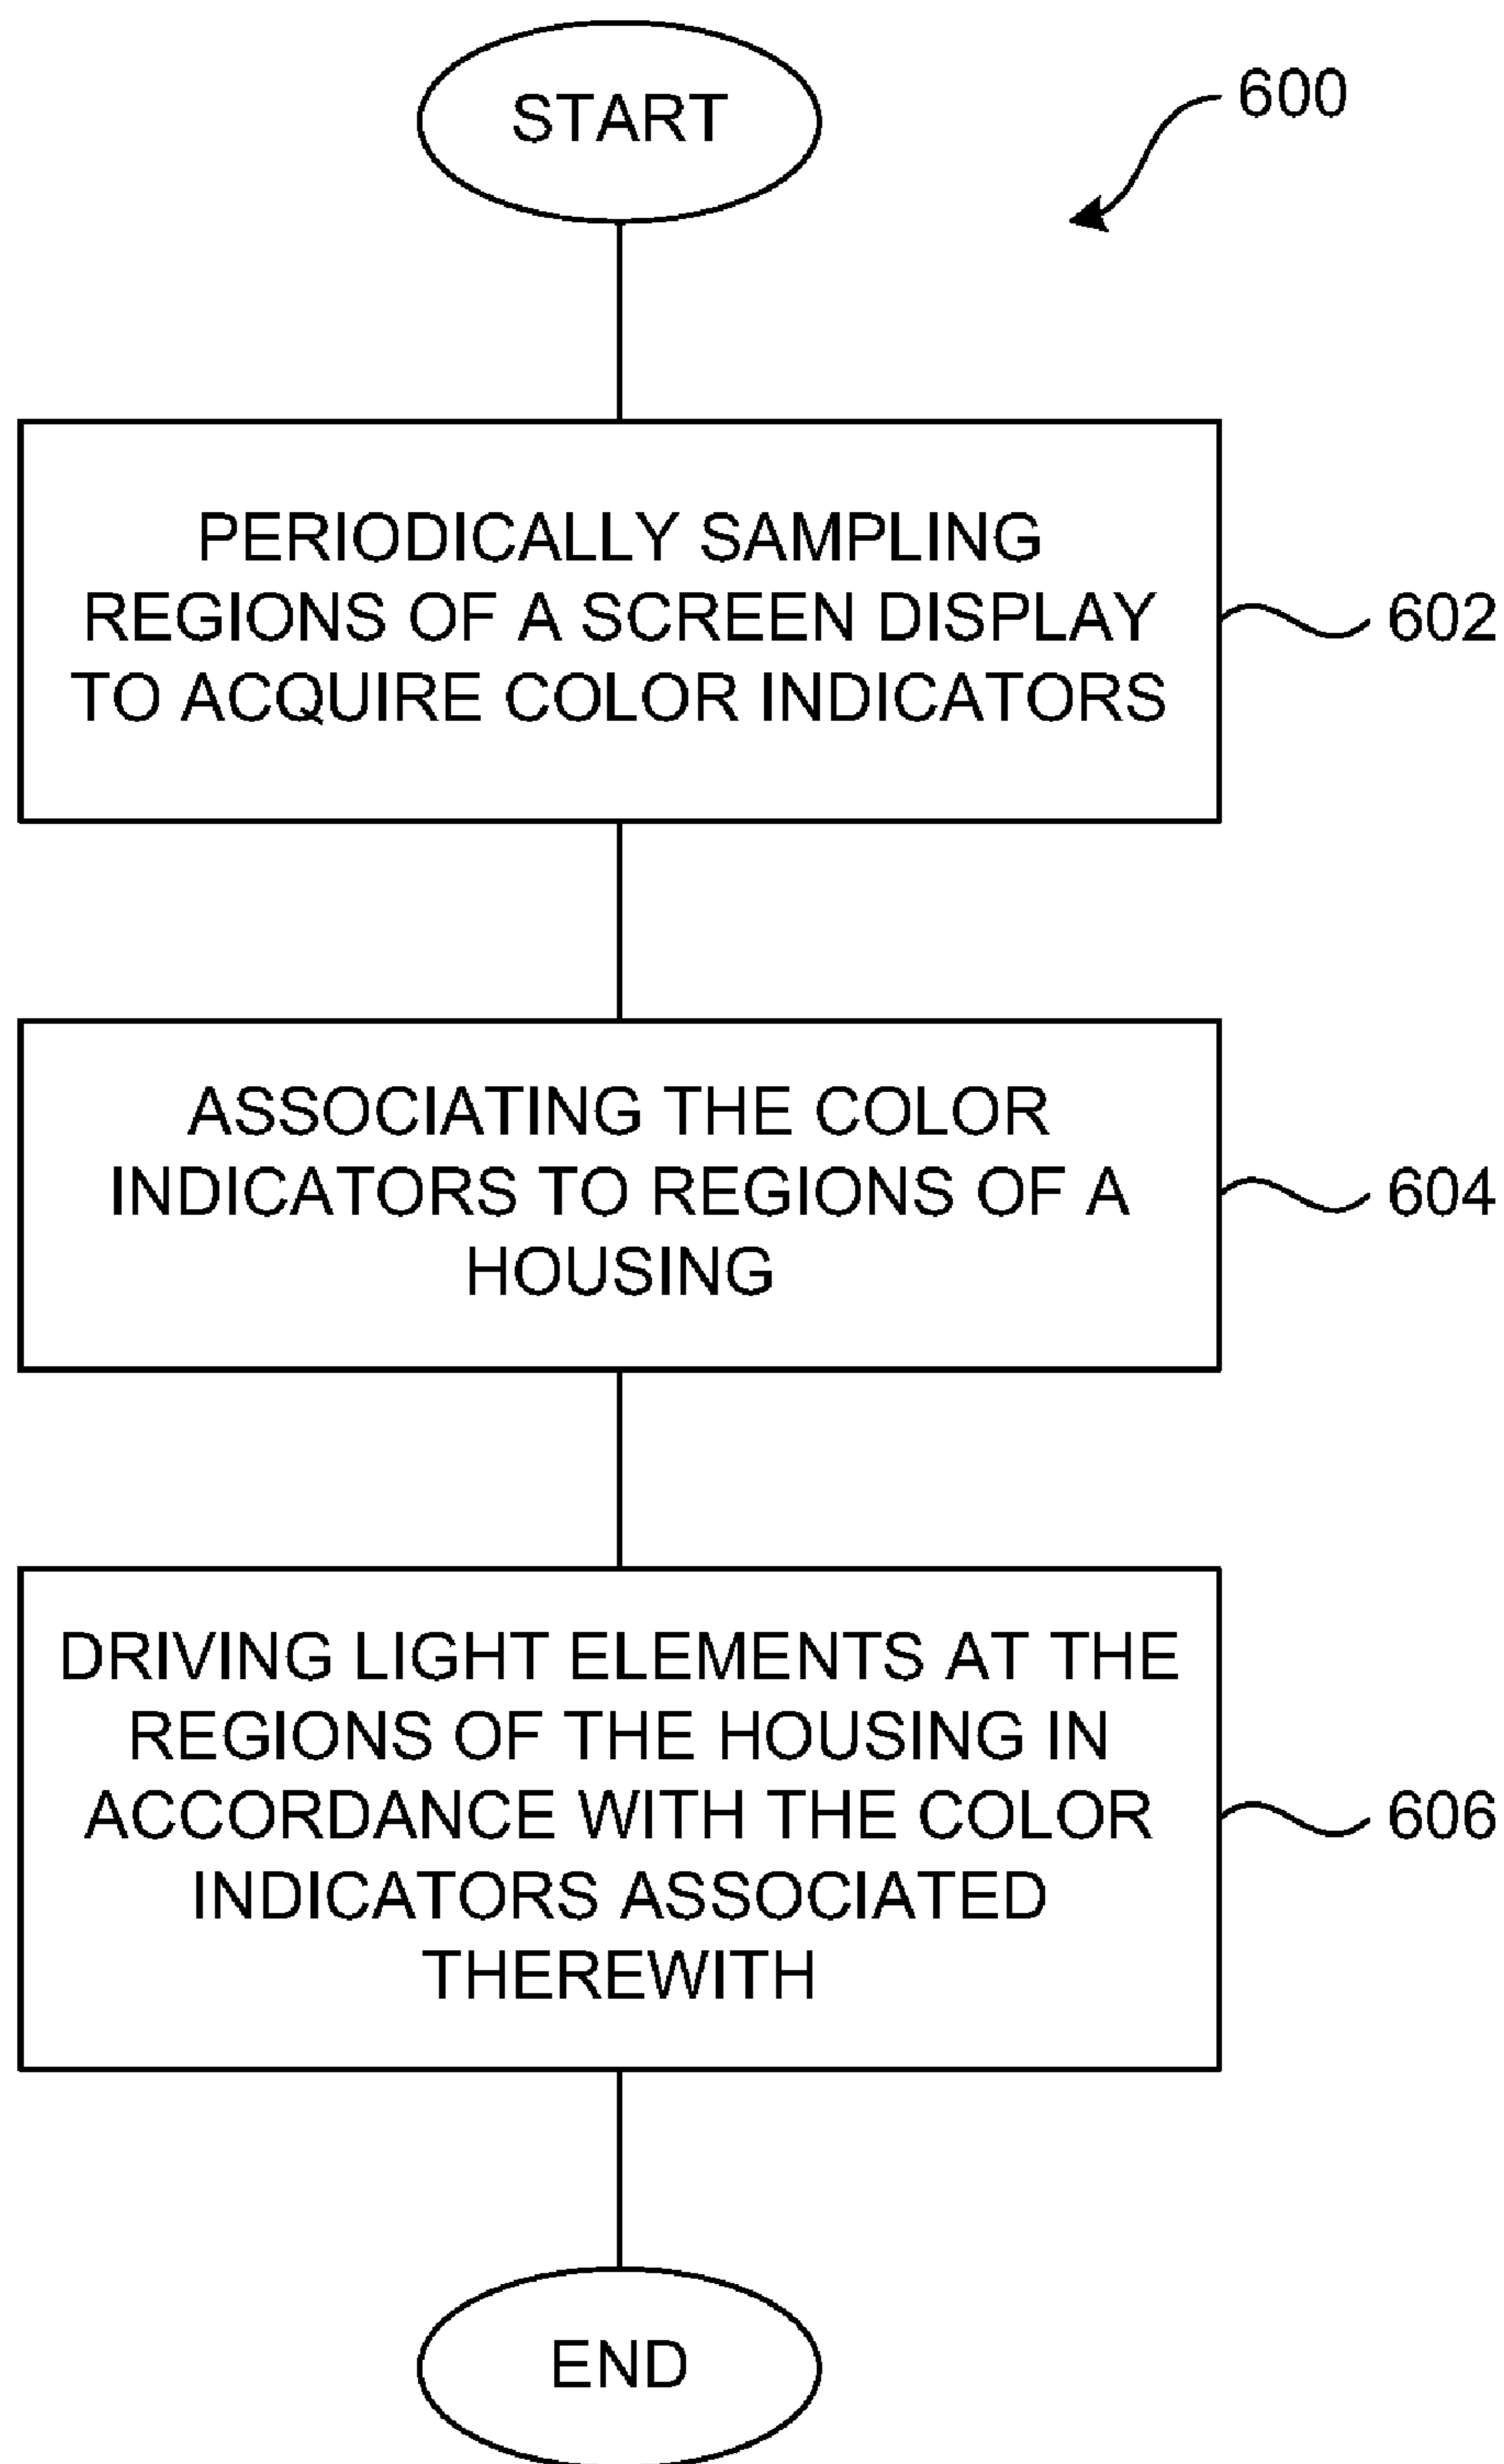 START
600
PERIODICALLY SAMPLING
REGIONS OF A SCREEN DISPLAY
TO ACQUIRE COLOR INDICATORS
602
ASSOCIATING THE COLOR
INDICATORS TO REGIONS OF A
HOUSING
604
DRIVING LIGHT ELEMENTS AT THE
REGIONS OF THE HOUSING IN
ACCORDANCE WITH THE COLOR
INDICATORS ASSOCIATED
THEREWITH
606
END